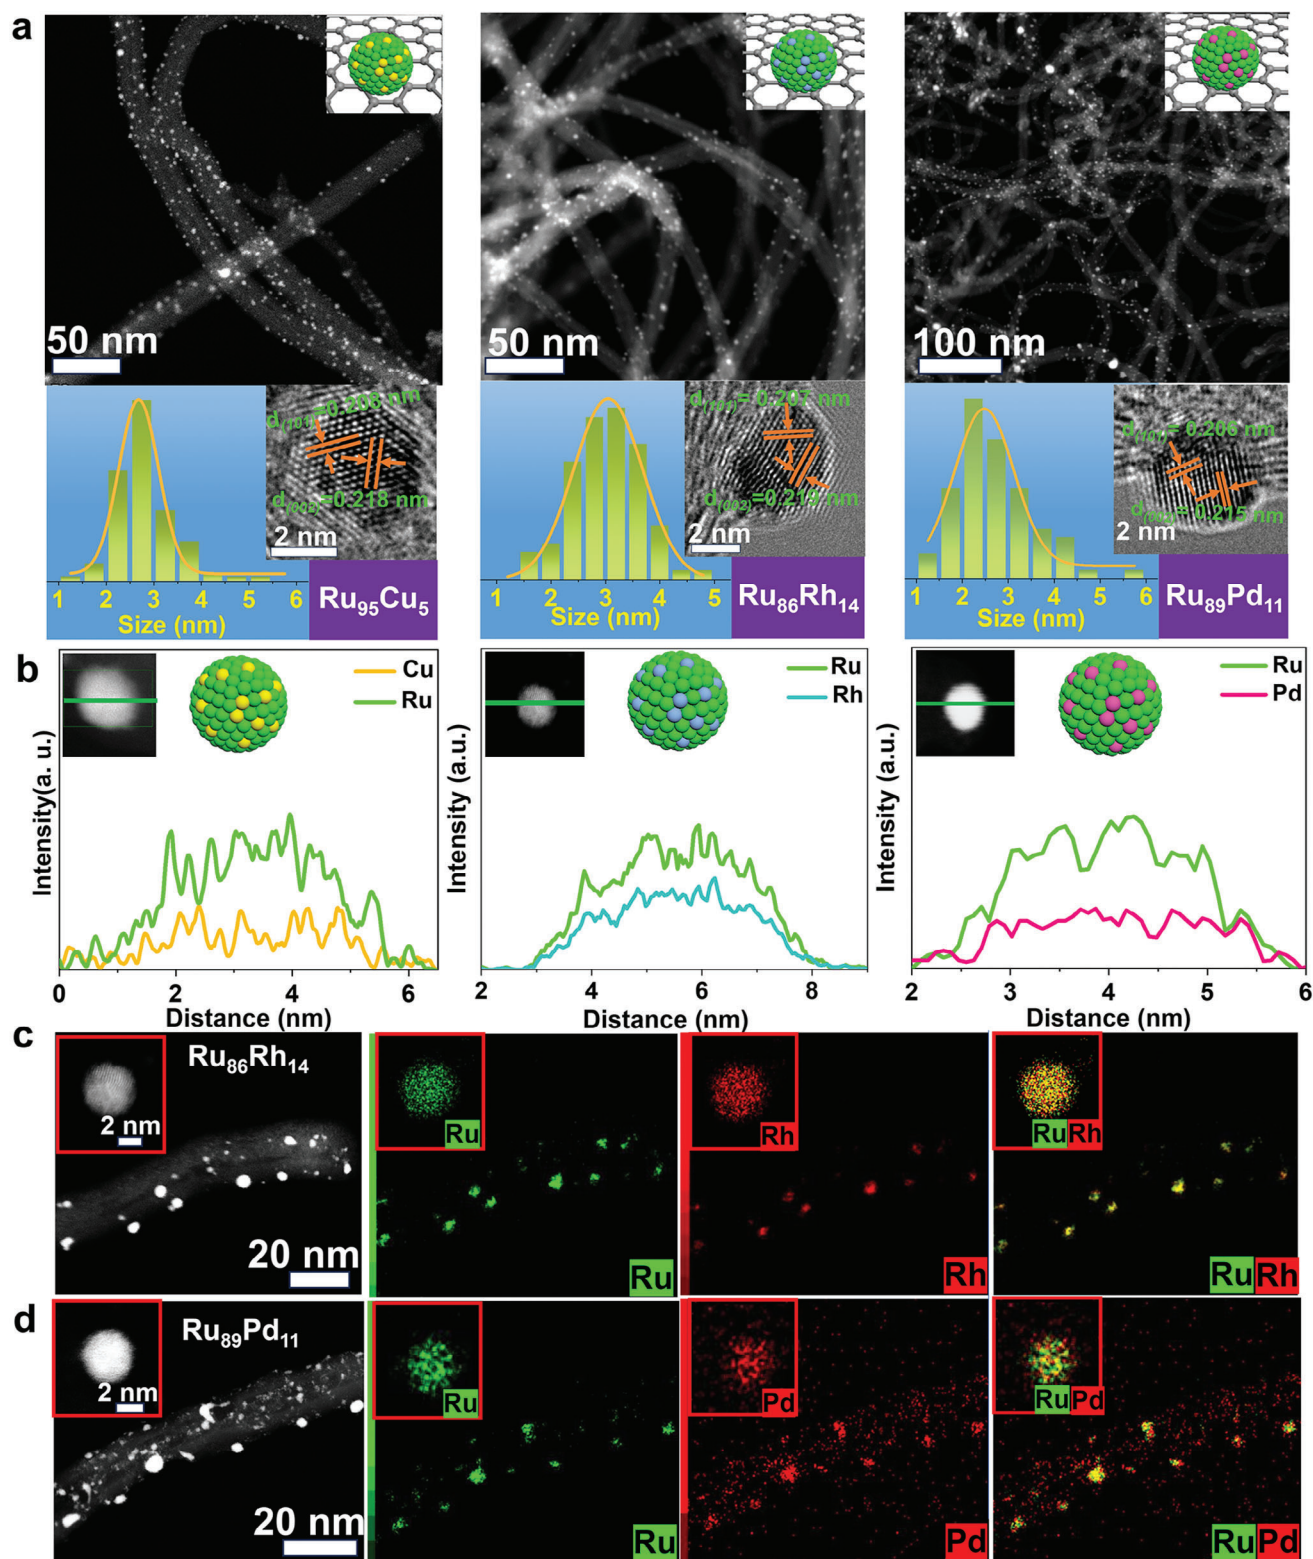 a
50 nm
50 nm
100 nm
d(101)=0.208 nm
d(002)=0.218 nm
2 nm
1 2 3 4 5 6
Size (nm)
Ru95Cu5
d(101)=0.207 nm
d(002)=0.219 nm
2 nm
1 2 3 4 5
Size (nm)
Ru86Rh14
d(101)= 0.206 nm
d(002)= 0.215 nm
2 nm
1 2 3 4 5 6
Size (nm)
Ru89Pd11
b
Cu
Ru
Intensity(a. u.)
0 2 4 6
Distance (nm)
Ru
Rh
Intensity (a.u.)
2 4 6 8
Distance (nm)
Ru
Pd
Intensity (a.u.)
2 3 4 5 6
Distance (nm)
c
Ru86Rh14
2 nm
20 nm
Ru
Ru
Rh
Rh
RuRh
Ru Rh
d
Ru89Pd11
2 nm
20 nm
Ru
Ru
Pd
Pd
RuPd
Ru Pd